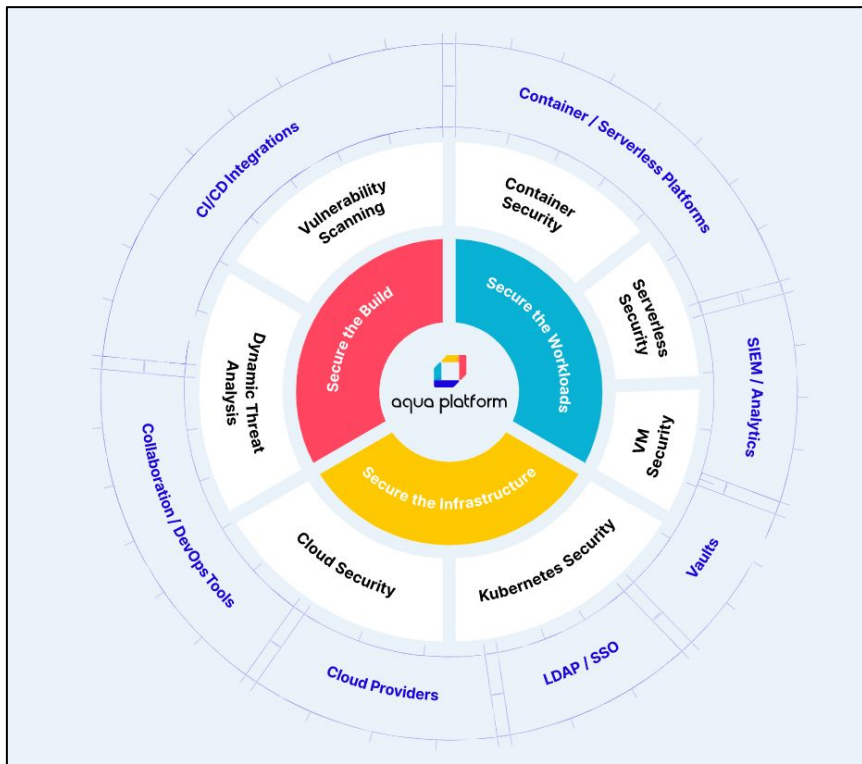 CI/CD Integrations
Container / Serverless Platforms
SIEM / Analytics
Vaults
LDAP / SSO
Cloud Providers
Collaboration / DevOps Tools
Vulnerability
Scanning
Container
Security
Serverless
Security
VM
Security
Kubernetes Security
Cloud Security
Dynamic Threat
Analysis
Secure the Build
Secure the Workloads
Secure the Infrastructure
aqua platform